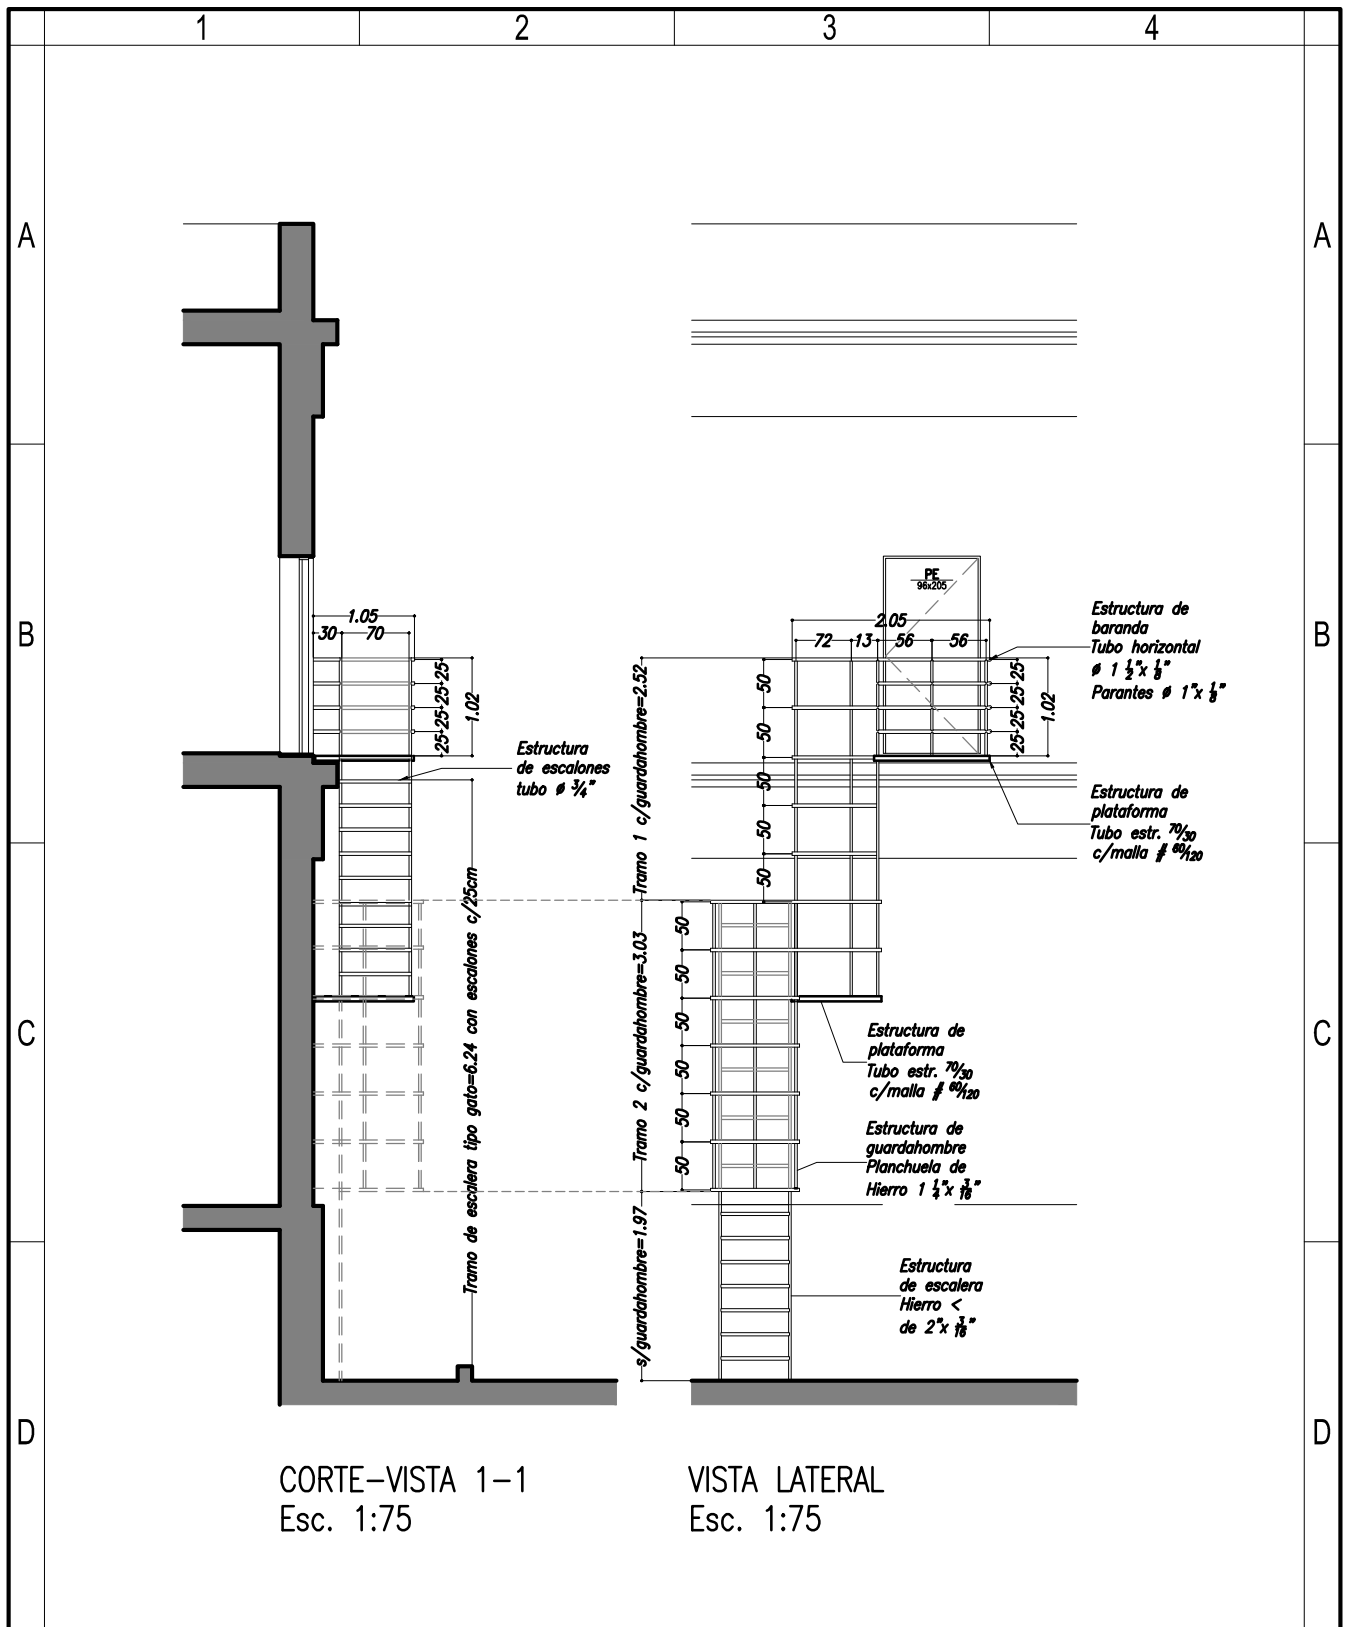 1
2
3
4
A
A
B
B
C
C
D
D
1.05
30
70
25
25
25
25
1.02
Estructura
de escalones
tubo ø 3/4"
Tramo de escalera tipo gato=6.24 con escalones c/25cm
CORTE-VISTA 1-1
Esc. 1:75
PE
96x205
2.05
72
13
56
56
50
50
50
50
50
25
25
25
25
1.02
Tramo 1 c/guardahombre=2.52
Tramo 2 c/guardahombre=3.03
s/guardahombre=1.97
50
50
50
50
50
50
Estructura de
baranda
Tubo horizontal
ø 1 1/2"x 1/8"
Parantes ø 1"x 1/8"
Estructura de
plataforma
Tubo estr. 70/30
c/malla # 60/120
Estructura de
plataforma
Tubo estr. 70/30
c/malla # 60/120
Estructura de
guardahombre
Planchuela de
Hierro 1 1/4"x 3/16"
Estructura
de escalera
Hierro <
de 2"x 3/16"
VISTA LATERAL
Esc. 1:75